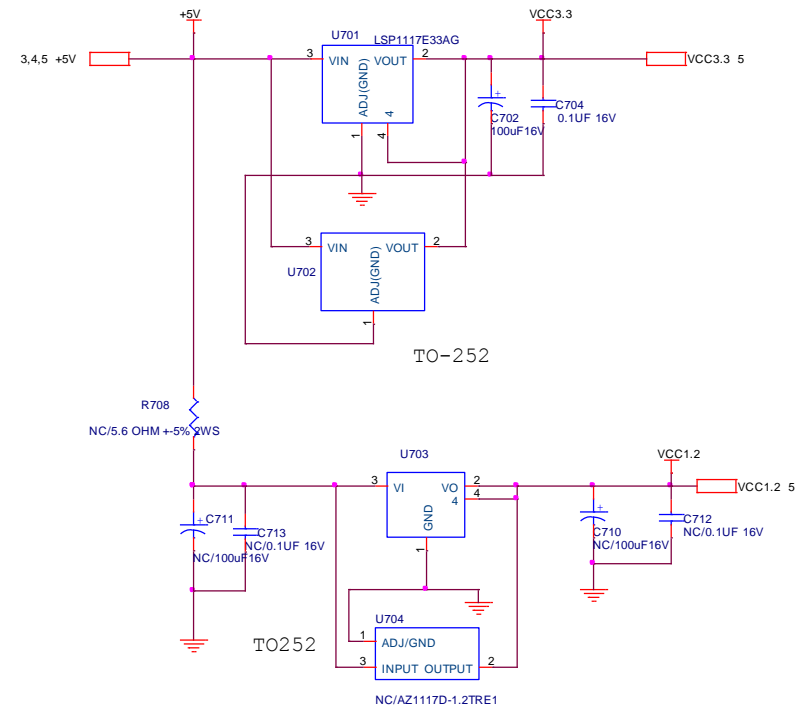 +5V
3,4,5 +5V
U701
LSP1117E33AG
3
VIN
VOUT
2
ADJ(GND)
4
1
4
VCC3.3
VCC3.3 5
+
C702
100uF16V
C704
0.1UF 16V
U702
3
VIN
VOUT
2
ADJ(GND)
1
TO-252
R708
NC/5.6 OHM +-5% 2WS
U703
3
VI
VO
2
4
4
GND
1
VCC1.2
VCC1.2 5
+
C711
NC/100uF16V
C713
NC/0.1UF 16V
+
C710
NC/100uF16V
C712
NC/0.1UF 16V
U704
1
ADJ/GND
TO252
3
INPUT OUTPUT
2
NC/AZ1117D-1.2TRE1